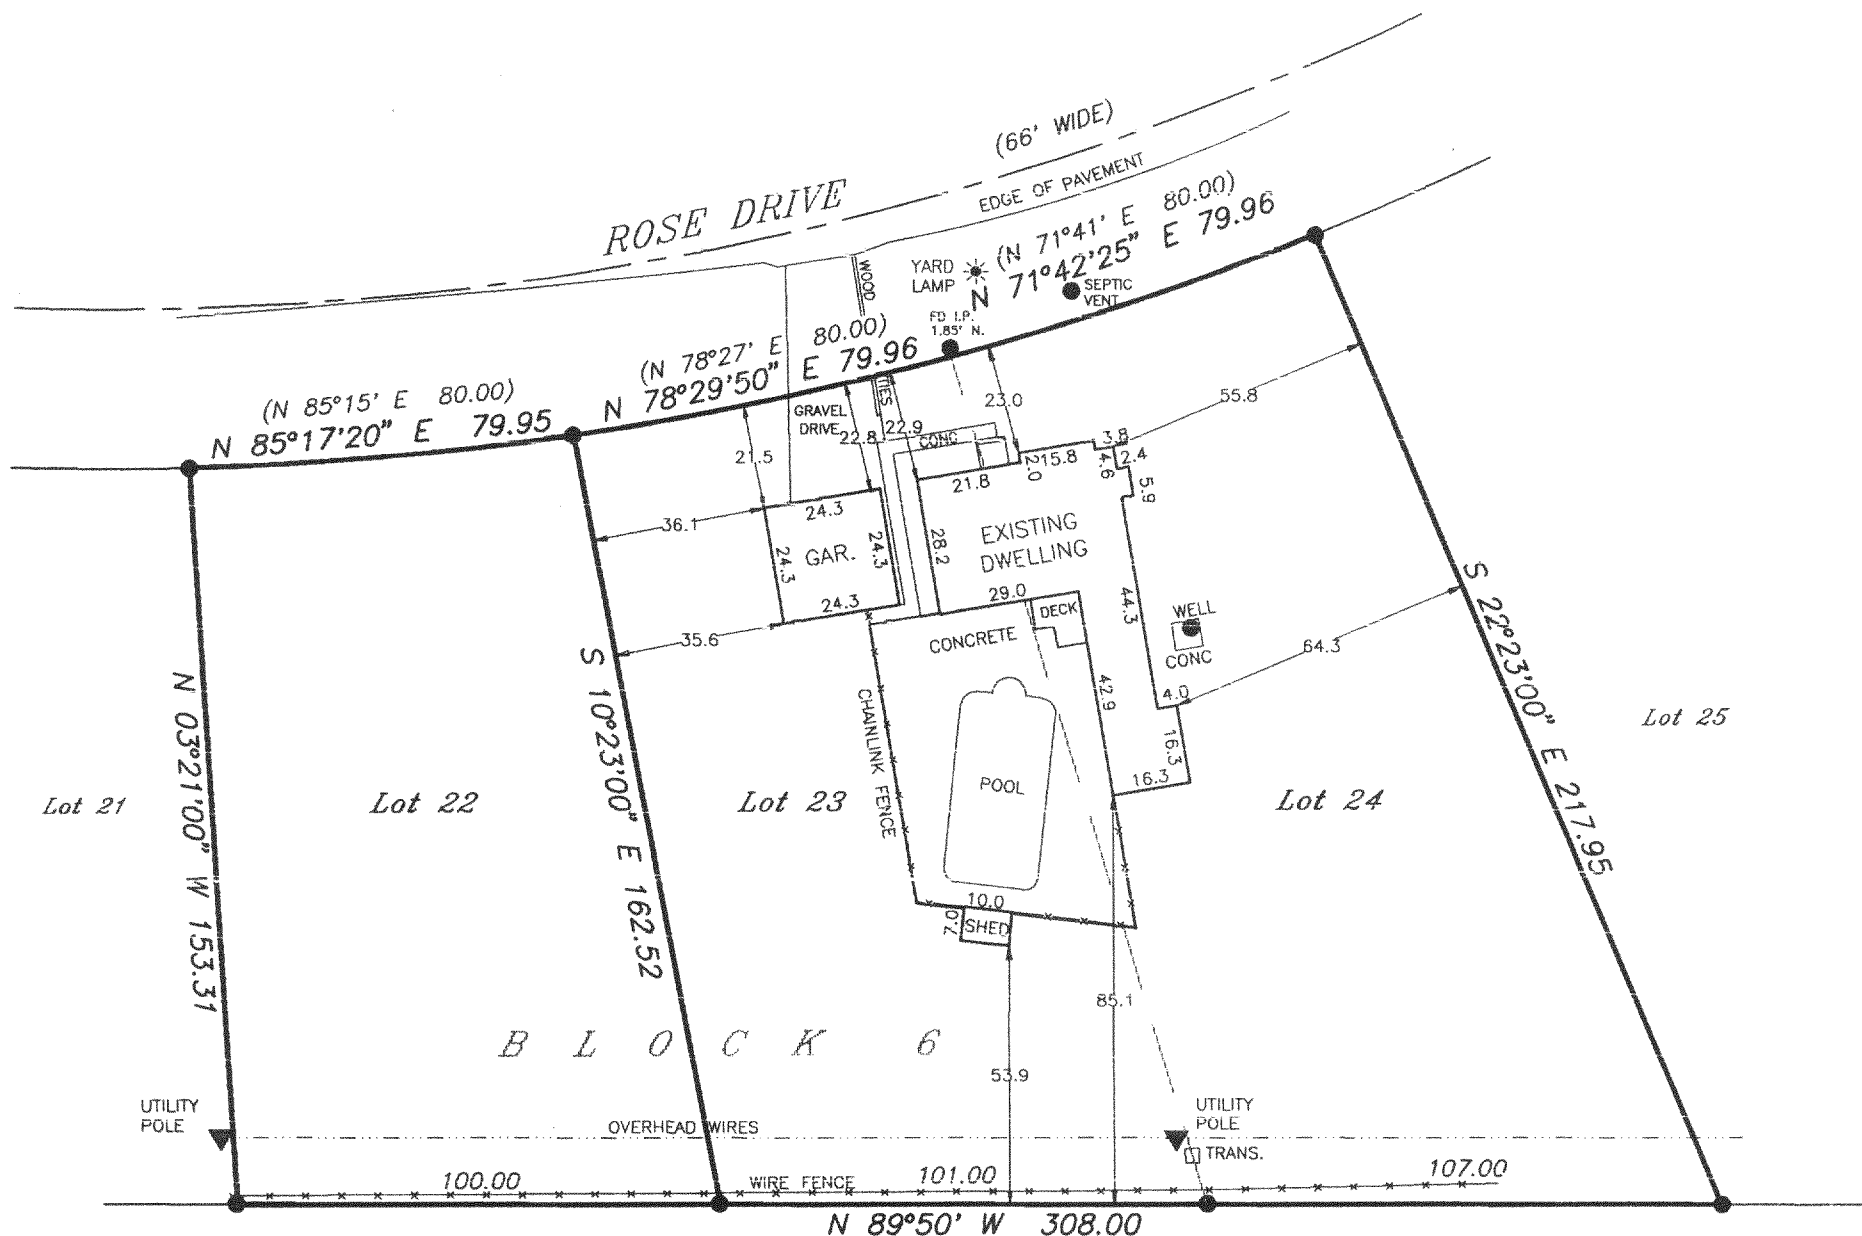 (66' WIDE)
ROSE DRIVE
EDGE OF PAVEMENT
(N 71°41' E 80.00)
N 71°42'25" E 79.96
YARD
LAMP
SEPTIC
VENT
WOOD
TIES
FD I.P.
1.85' N.
(N 78°27' E 80.00)
N 78°29'50" E 79.96
(N 85°15' E 80.00)
N 85°17'20" E 79.95
GRAVEL
DRIVE
22.8
22.9
23.0
55.8
CONC
21.5
21.8
2.0
15.8
3.8
4.6
2.4
5.9
36.1
24.3
24.3
GAR.
24.3
24.3
28.2
EXISTING
DWELLING
29.0
DECK
44.3
WELL
CONC
35.6
CONCRETE
64.3
42.9
4.0
16.3
16.3
CHAINLINK FENCE
POOL
S 22°23'00" E 217.95
S 10°23'00" E 162.52
N 03°21'00" W 153.31
Lot 21
Lot 22
Lot 23
Lot 24
Lot 25
10.0
7.0
SHED
85.1
53.9
BLOCK 6
UTILITY
POLE
OVERHEAD WIRES
UTILITY
POLE
TRANS.
100.00
WIRE FENCE
101.00
107.00
N 89°50' W 308.00